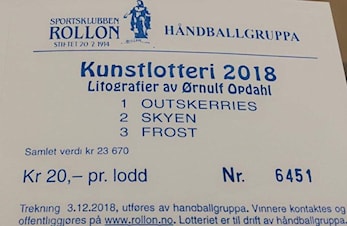 SPORTSKLUBBEN
ROLLON
STIFTET 20/2 1914
HÅNDBALLGRUPPA
Kunstlotteri 2018
Litografier av Ørnulf Opdahl
1 OUTSKERRIES
2 SKYEN
3 FROST
Samlet verdi kr 23 670
Kr 20,– pr. lodd Nr. 6451
Trekning 3.12.2018, utføres av handballgruppa. Vinnere kontaktes og
offentliggjøres på www.rollon.no. Lotteriet er til drift av håndballgruppa.